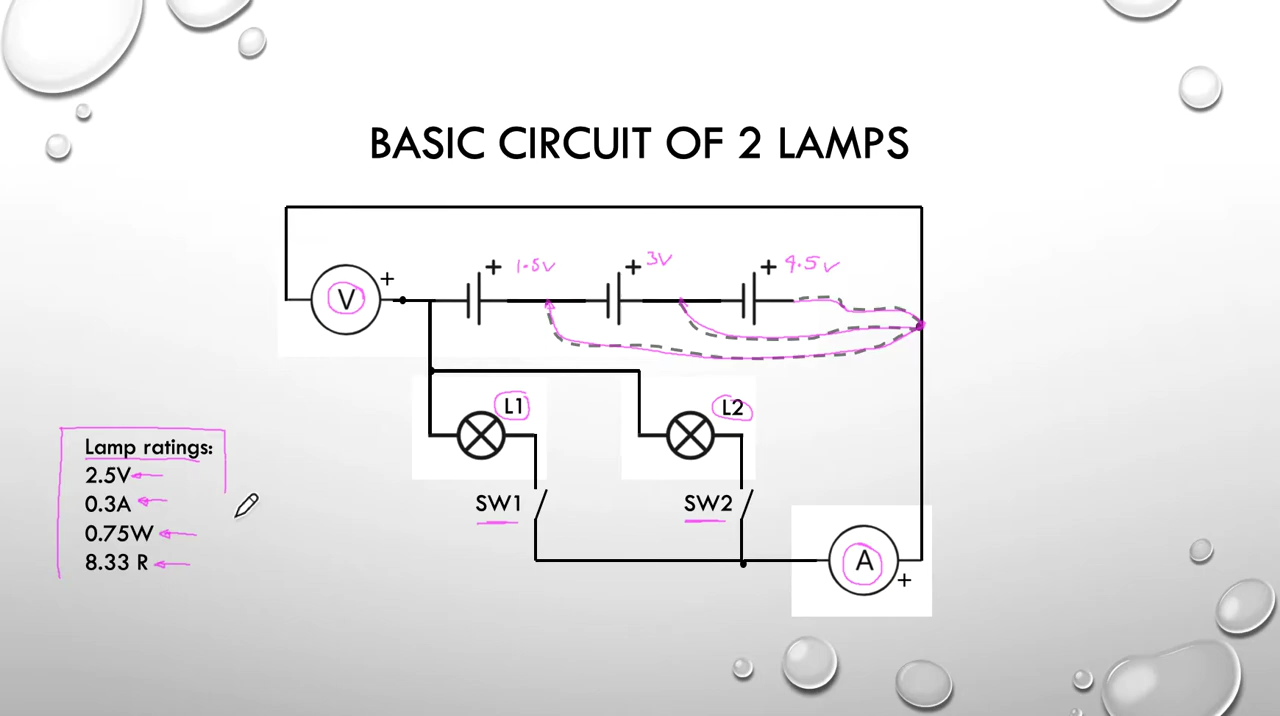 BASIC CIRCUIT OF 2 LAMPS
V
+
+
1.5V
+
3V
+
4.5V
L1
L2
Lamp ratings:
2.5V
0.3A
0.75W
8.33 R
SW1
SW2
A
+